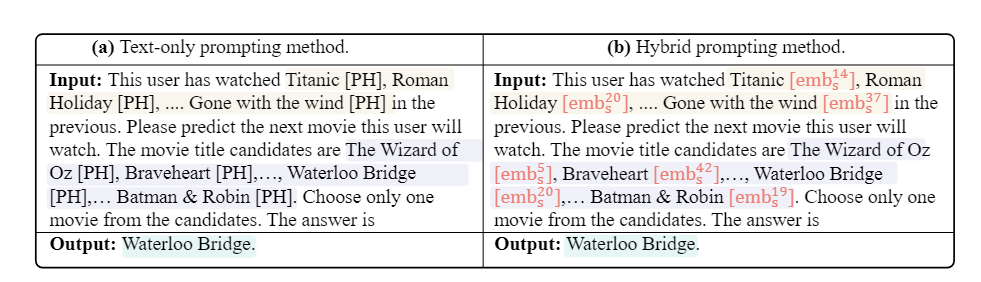 (a) Text-only prompting method.
Input: This user has watched Titanic [PH], Roman
Holiday [PH], .... Gone with the wind [PH] in the
previous. Please predict the next movie this user will
watch. The movie title candidates are The Wizard of
Oz [PH], Braveheart [PH],…, Waterloo Bridge
[PH],… Batman & Robin [PH]. Choose only one
movie from the candidates. The answer is
Output: Waterloo Bridge.
(b) Hybrid prompting method.
Input: This user has watched Titanic [emb_s^14], Roman
Holiday [emb_s^20], .... Gone with the wind [emb_s^37] in the
previous. Please predict the next movie this user will
watch. The movie title candidates are The Wizard of Oz
[emb_s^5], Braveheart [emb_s^42],…, Waterloo Bridge
[emb_s^20],… Batman & Robin [emb_s^19]. Choose only one
movie from the candidates. The answer is
Output: Waterloo Bridge.